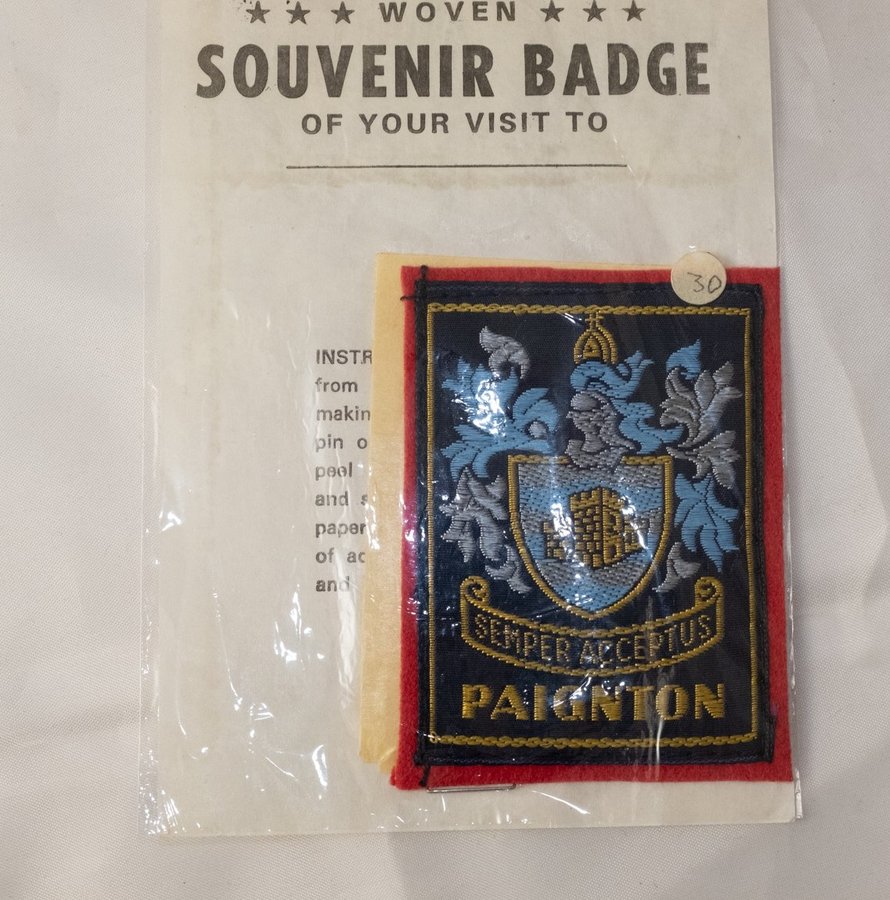 ★ ★ ★ WOVEN ★ ★ ★
SOUVENIR BADGE
OF YOUR VISIT TO
30
INSTR
from
makin
pin o
peel
and s
paper
of ac
and
SEMPER ACCEPTUS
PAIGNTON